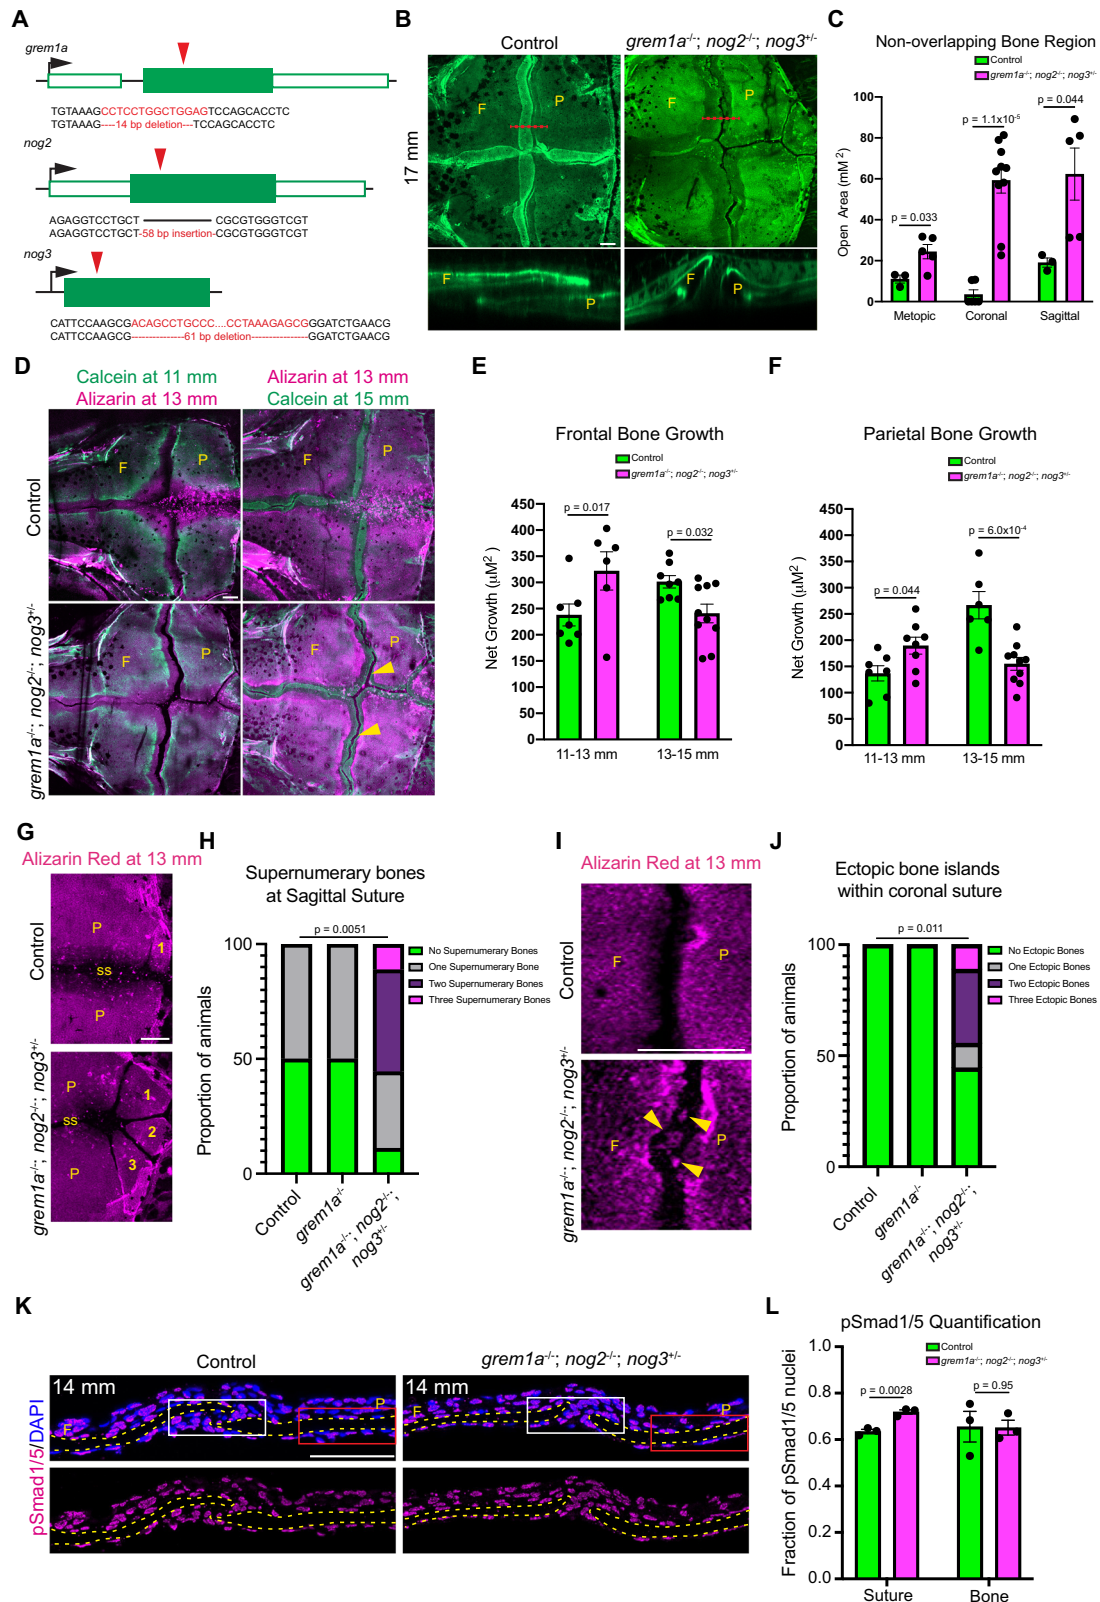 A
grem1a
TGTAAAGCCTCCTGGCTGGAGTCCAGCACCTC
TGTAAAG----14 bp deletion---TCCAGCACCTC
nog2
AGAGGTCCTGCT CGCGTGGGTCGT
AGAGGTCCTGCT-58 bp insertion-CGCGTGGGTCGT
nog3
CATTCCAAGCGACAGCCTGCCC....CCTAAAGAGCGGGATCTGAACG
CATTCCAAGCG---------------61 bp deletion----------------GGATCTGAACG
B
Control
grem1a-/-; nog2-/-; nog3+/-
17 mm
F
P
F
P
F
P
F
P
C
Non-overlapping Bone Region
Control
grem1a-/-; nog2-/-; nog3+/-
Open Area (mM²)
100
80
60
40
20
0
p = 0.033
p = 1.1x10-5
p = 0.044
Metopic
Coronal
Sagittal
D
Calcein at 11 mm
Alizarin at 13 mm
Alizarin at 13 mm
Calcein at 15 mm
Control
grem1a-/-; nog2-/-; nog3+/-
F
P
F
P
F
P
F
P
E
Frontal Bone Growth
Control
grem1a-/-; nog2-/-; nog3+/-
Net Growth (µM²)
450
400
350
300
250
200
150
100
50
0
p = 0.017
p = 0.032
11-13 mm
13-15 mm
F
Parietal Bone Growth
Control
grem1a-/-; nog2-/-; nog3+/-
Net Growth (µM²)
450
400
350
300
250
200
150
100
50
0
p = 0.044
p = 6.0x10-4
11-13 mm
13-15 mm
G
Alizarin Red at 13 mm
Control
grem1a-/-; nog2-/-; nog3+/-
P
1
ss
P
P
1
ss
2
P
3
H
Supernumerary bones
at Sagittal Suture
p = 0.0051
Proportion of animals
100
50
0
No Supernumerary Bones
One Supernumerary Bone
Two Supernumerary Bones
Three Supernumerary Bones
Control
grem1a-/-
grem1a-/-; nog2-/-;
nog3+/-
I
Alizarin Red at 13 mm
Control
grem1a-/-; nog2-/-; nog3+/-
F
P
F
P
J
Ectopic bone islands
within coronal suture
p = 0.011
Proportion of animals
100
50
0
No Ectopic Bones
One Ectopic Bones
Two Ectopic Bones
Three Ectopic Bones
Control
grem1a-/-
grem1a-/-; nog2-/-;
nog3+/-
K
Control
grem1a-/-; nog2-/-; nog3+/-
pSmad1/5/DAPI
14 mm
F
P
14 mm
F
P
L
pSmad1/5 Quantification
Control
grem1a-/-; nog2-/-; nog3+/-
Fraction of pSmad1/5 nuclei
1.0
0.8
0.6
0.4
0.2
0.0
p = 0.0028
p = 0.95
Suture
Bone